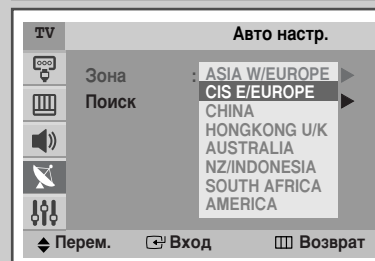 TV Авто настр.
Зона : ASIA W/EUROPE
CIS E/EUROPE
Поиск
CHINA
HONGKONG U/K
AUSTRALIA
NZ/INDONESIA
SOUTH AFRICA
AMERICA
Перем. Вход Возврат